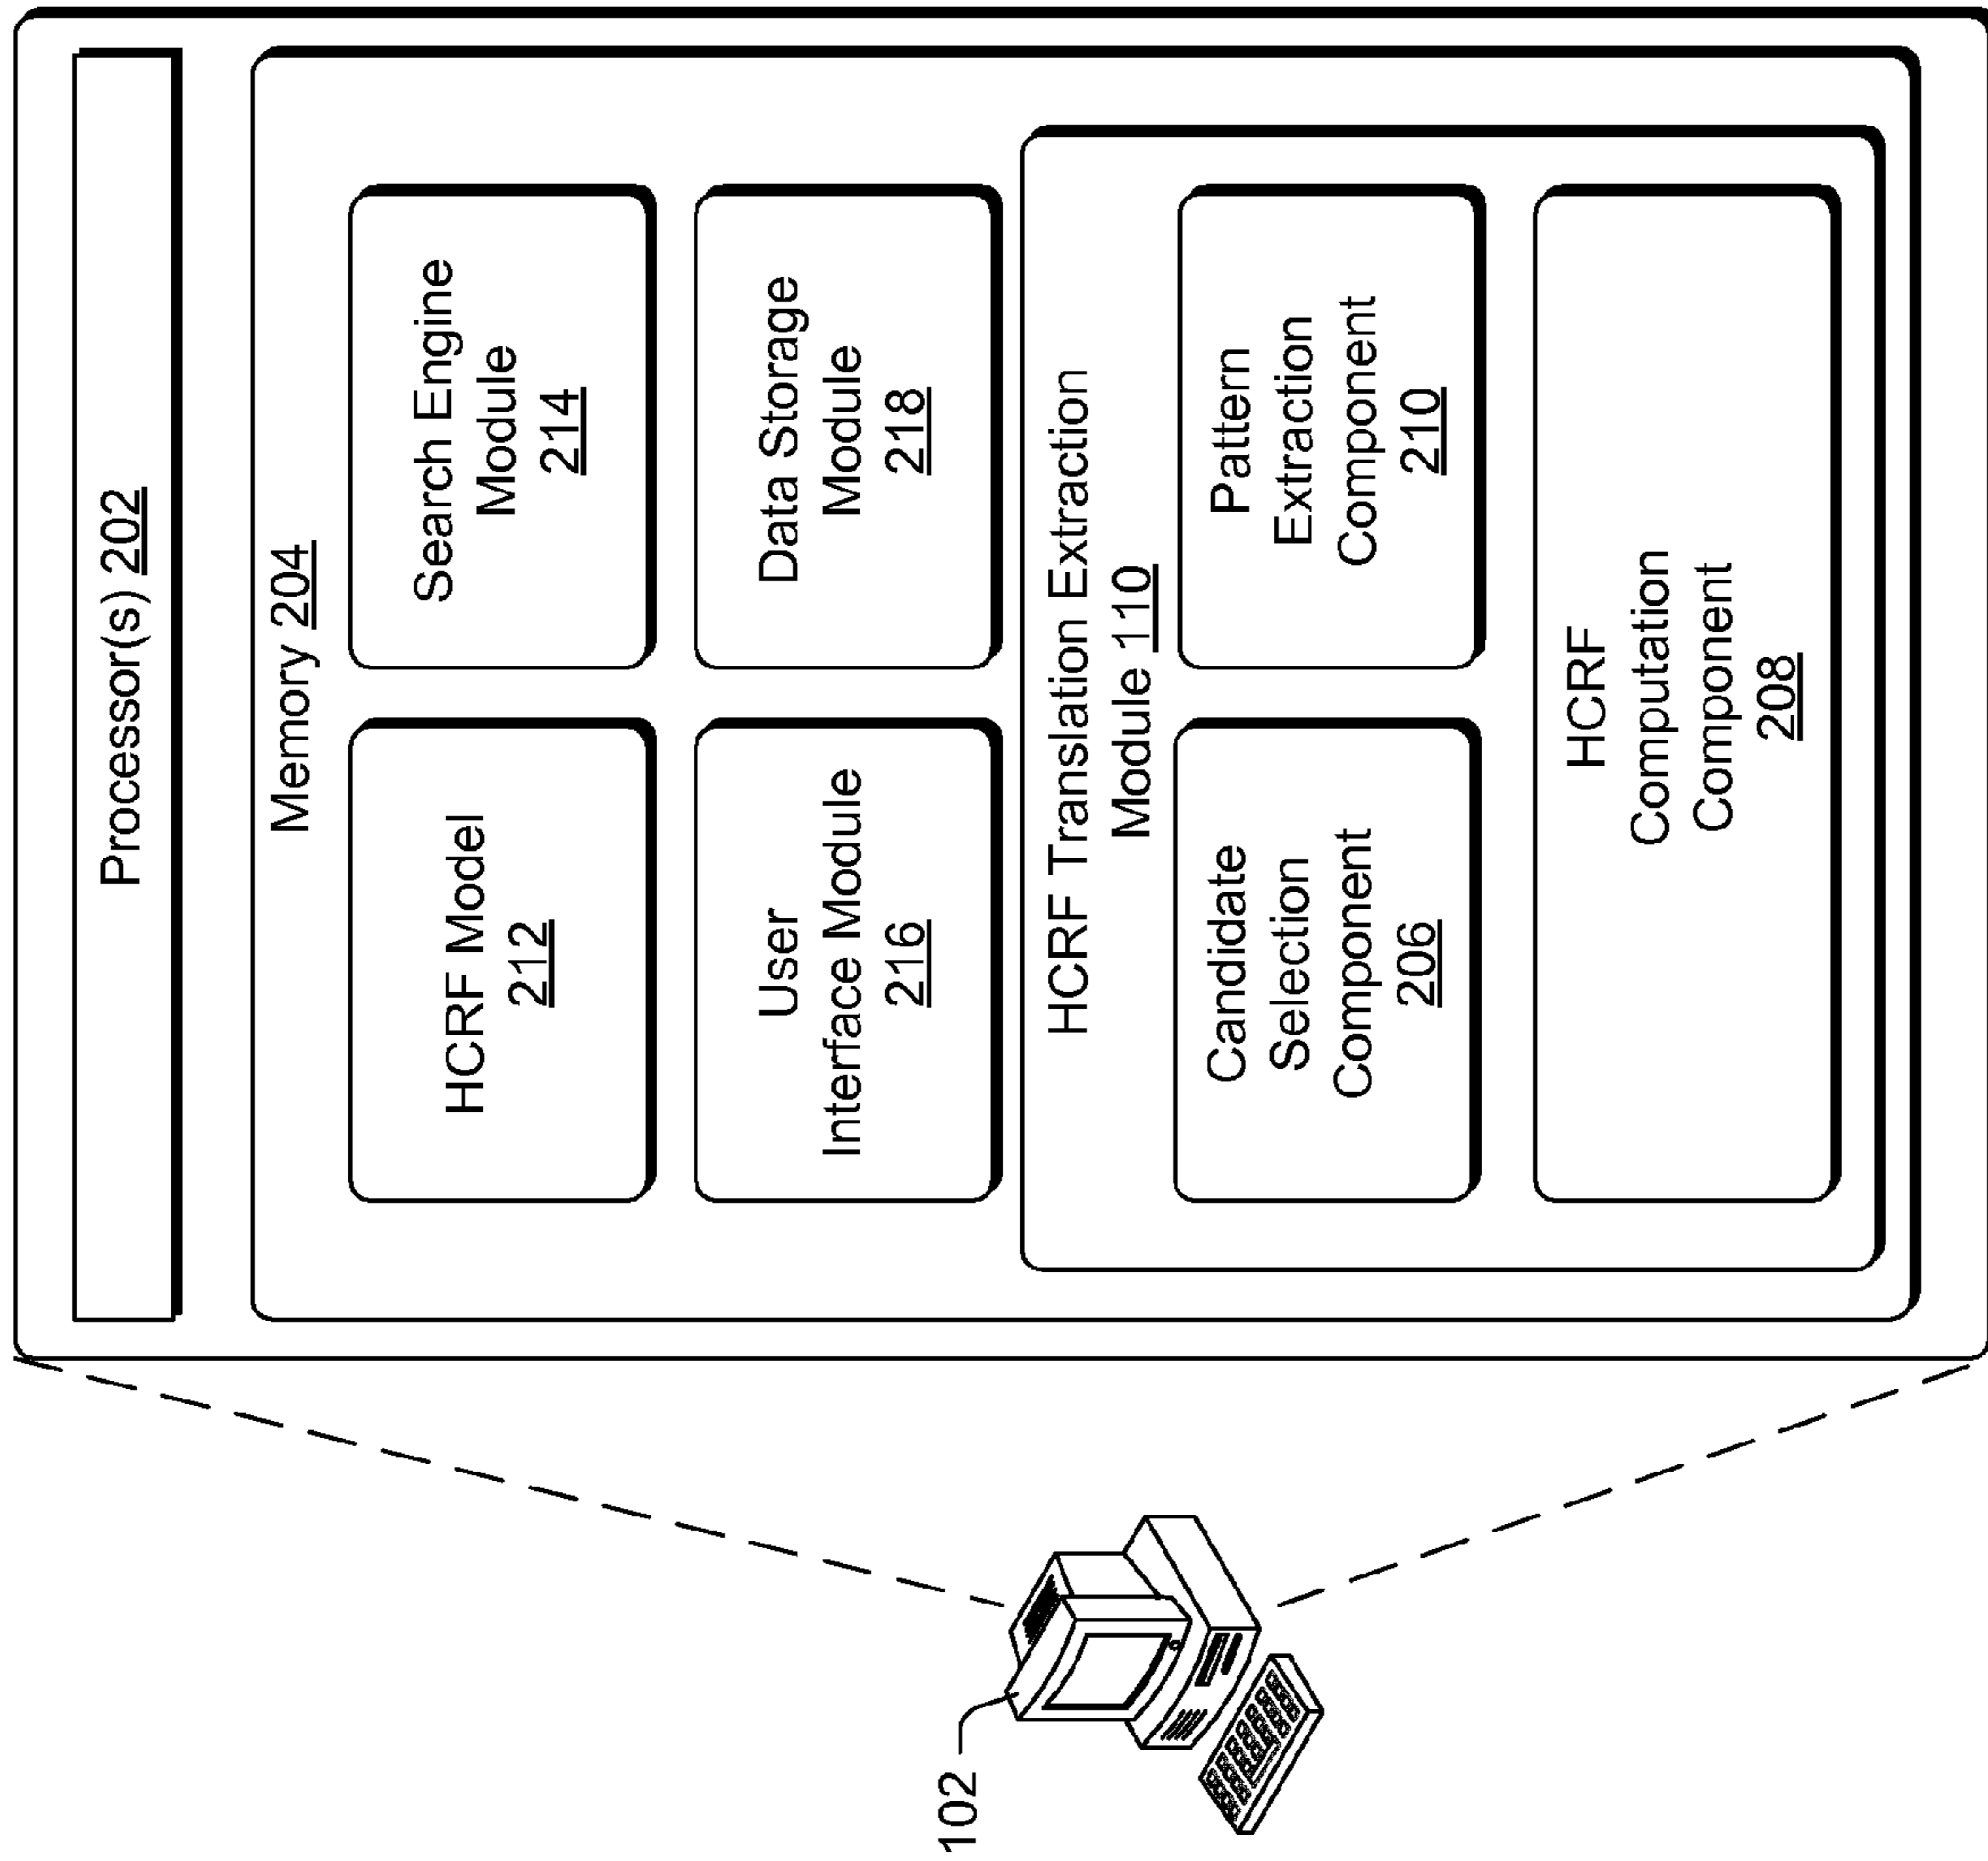 102
Processor(s) 202
Memory 204
HCRF Model
212
Search Engine
Module
214
User
Interface Module
216
Data Storage
Module
218
HCRF Translation Extraction
Module 110
Candidate
Selection
Component
206
Pattern
Extraction
Component
210
HCRF
Computation
Component
208